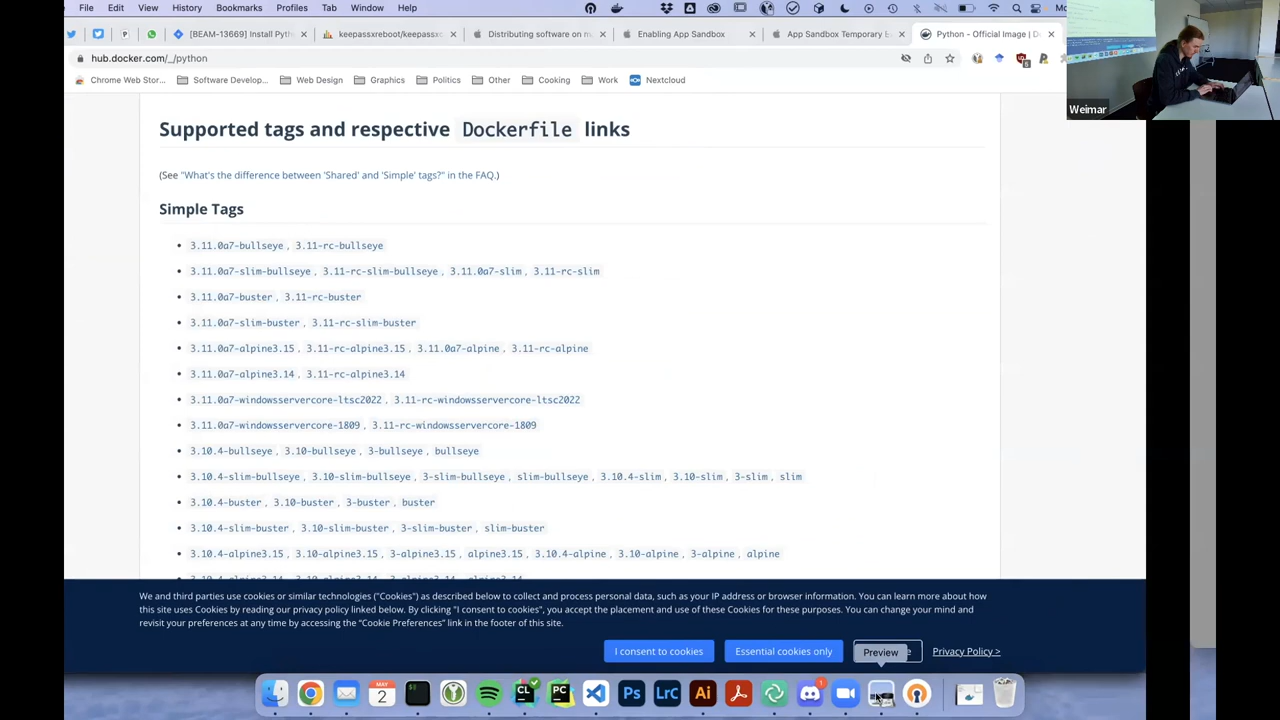 File Edit View History Bookmarks Profiles Tab Window Help
[BEAM-13669] Install Pyth
keepassxreboot/keepassxc
Distributing software on m
Enabling App Sandbox
App Sandbox Temporary E
Python - Official Image | D
hub.docker.com/_/python
5
Chrome Web Stor... Software Develop... Web Design Graphics Politics Other Cooking Work Nextcloud
Weimar
Supported tags and respective Dockerfile links
(See "What's the difference between 'Shared' and 'Simple' tags?" in the FAQ.)
Simple Tags
3.11.0a7-bullseye , 3.11-rc-bullseye
3.11.0a7-slim-bullseye , 3.11-rc-slim-bullseye , 3.11.0a7-slim , 3.11-rc-slim
3.11.0a7-buster , 3.11-rc-buster
3.11.0a7-slim-buster , 3.11-rc-slim-buster
3.11.0a7-alpine3.15 , 3.11-rc-alpine3.15 , 3.11.0a7-alpine , 3.11-rc-alpine
3.11.0a7-alpine3.14 , 3.11-rc-alpine3.14
3.11.0a7-windowsservercore-ltsc2022 , 3.11-rc-windowsservercore-ltsc2022
3.11.0a7-windowsservercore-1809 , 3.11-rc-windowsservercore-1809
3.10.4-bullseye , 3.10-bullseye , 3-bullseye , bullseye
3.10.4-slim-bullseye , 3.10-slim-bullseye , 3-slim-bullseye , slim-bullseye , 3.10.4-slim , 3.10-slim , 3-slim , slim
3.10.4-buster , 3.10-buster , 3-buster , buster
3.10.4-slim-buster , 3.10-slim-buster , 3-slim-buster , slim-buster
3.10.4-alpine3.15 , 3.10-alpine3.15 , 3-alpine3.15 , alpine3.15 , 3.10.4-alpine , 3.10-alpine , 3-alpine , alpine
We and third parties use cookies or similar technologies ("Cookies") as described below to collect and process personal data, such as your IP address or browser information. You can learn more about how
this site uses Cookies by reading our privacy policy linked below. By clicking "I consent to cookies", you accept the placement and use of these Cookies for these purposes. You can change your mind and
revisit your preferences at any time by accessing the "Cookie Preferences" link in the footer of this site.
I consent to cookies
Essential cookies only
Preview
Privacy Policy >
MAY
2
CL
PC
Ps
Lrc
Ai
1